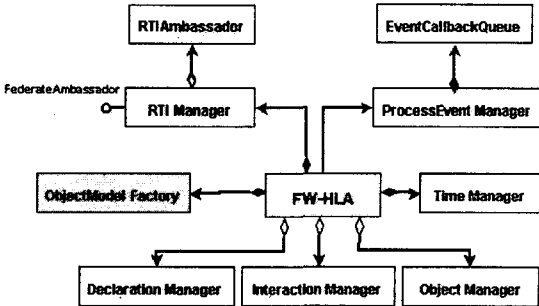 RTIAmbassador
EventCallbackQueue
FederateAmbassador
RTI Manager
ProcessEvent Manager
ObjectModel Factory
FW-HLA
Time Manager
Declaration Manager
Interaction Manager
Object Manager